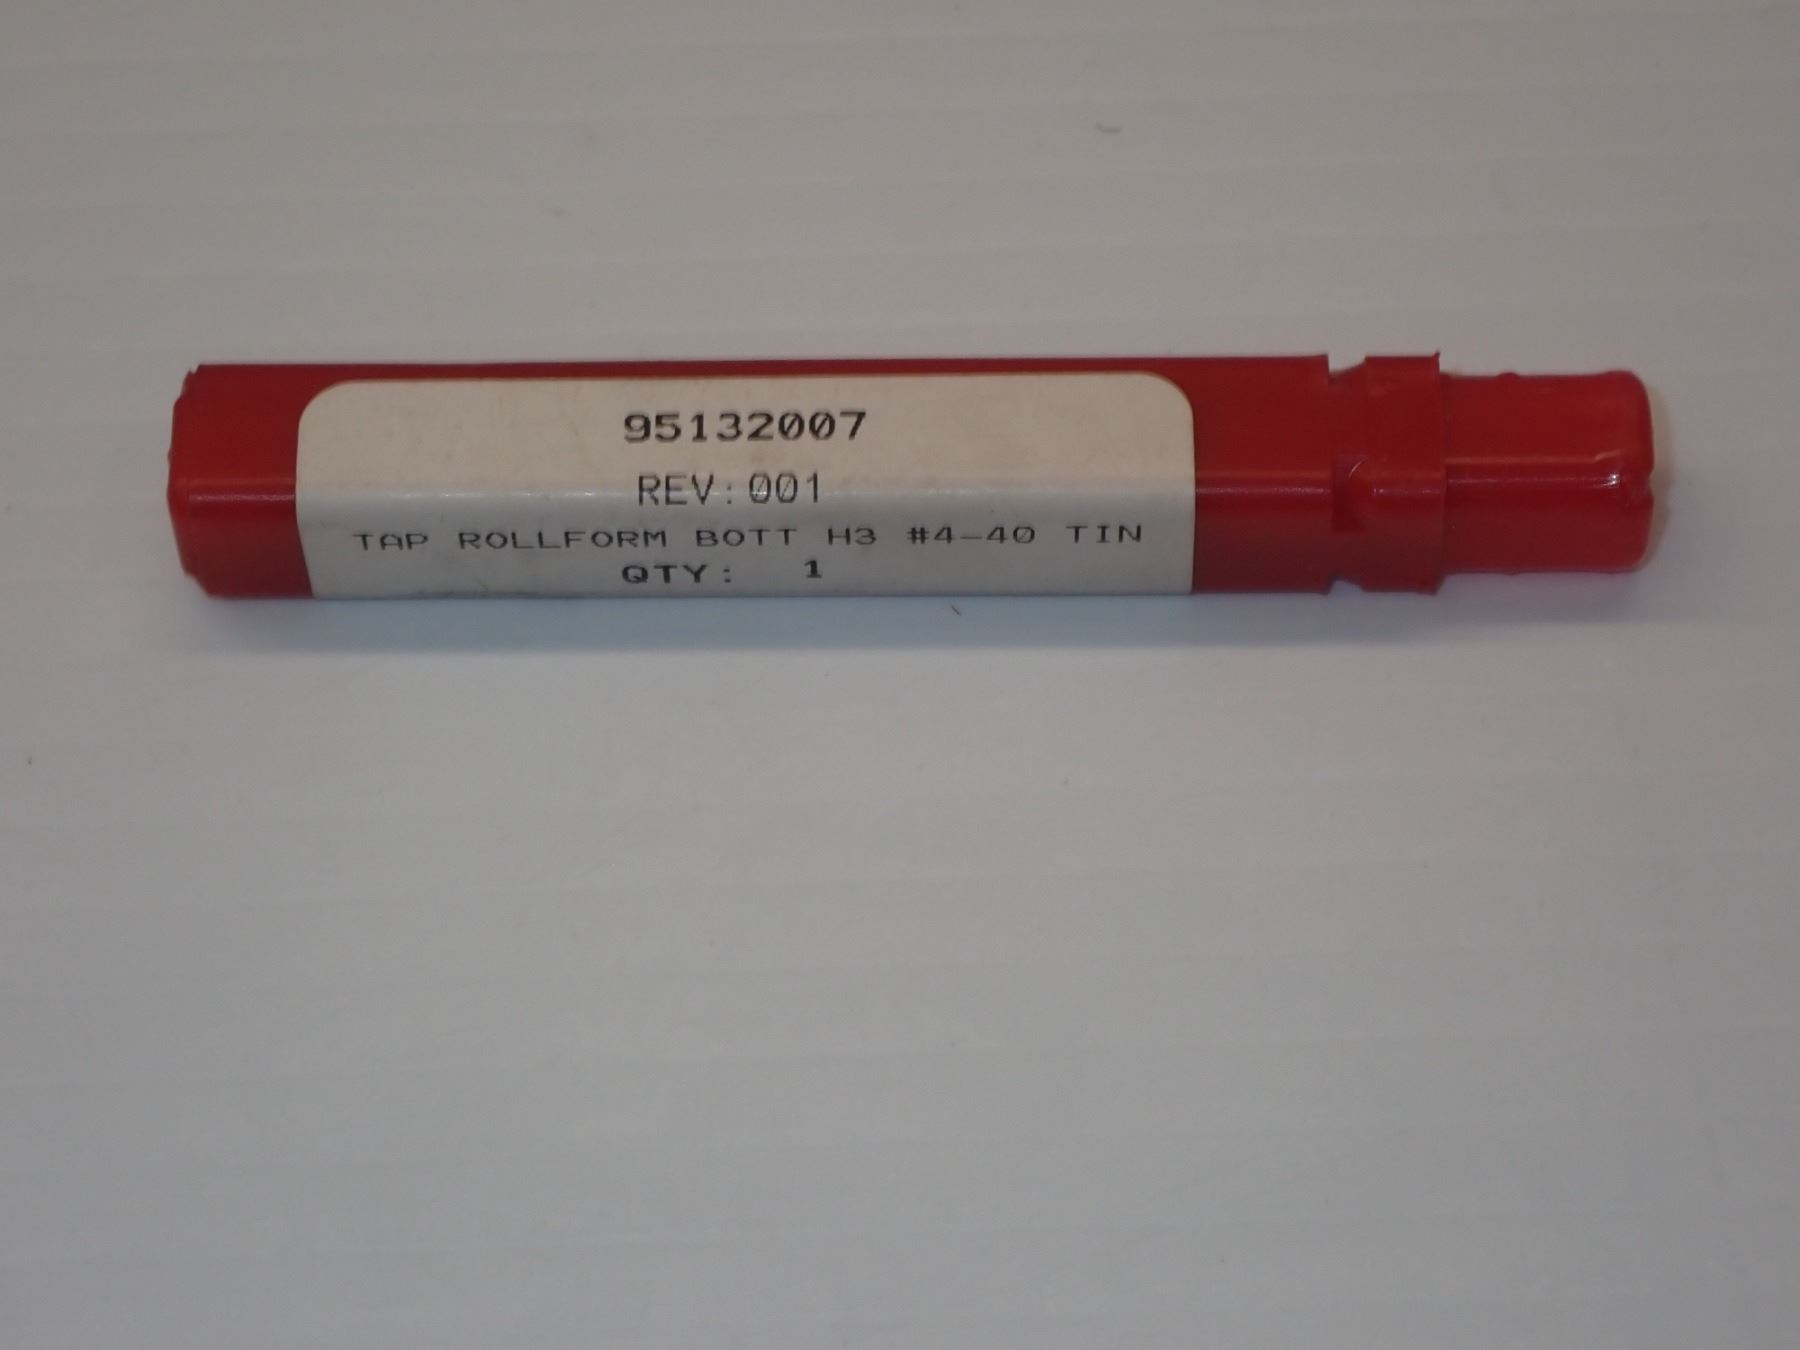 95132007
REV:001
TAP ROLLFORM BOTT H3 #4-40 TIN
QTY: 1